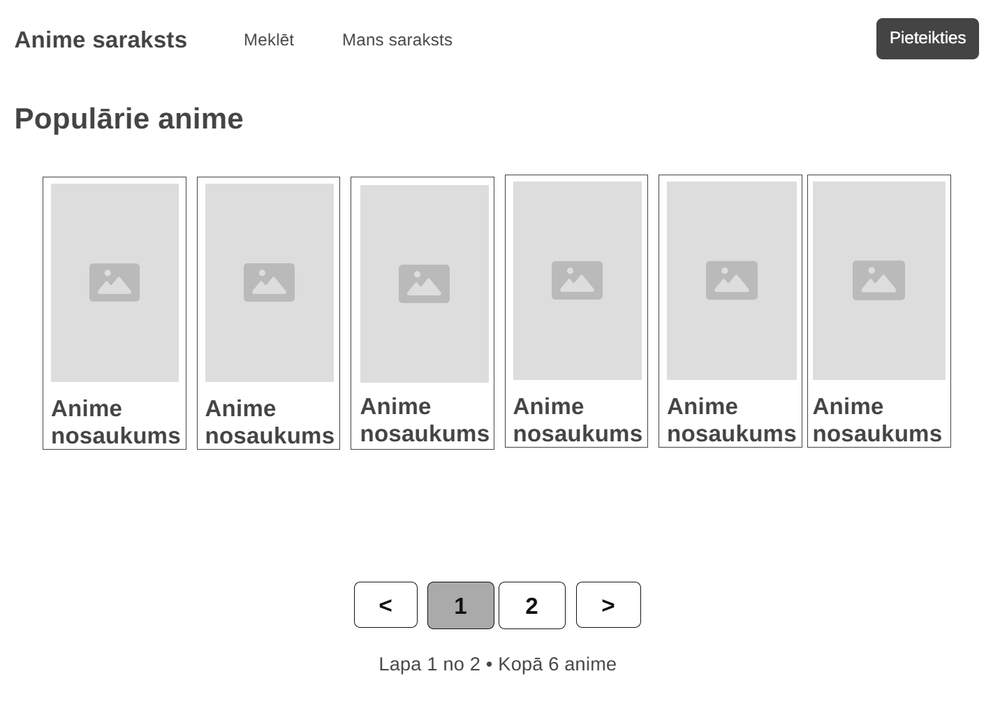 Anime saraksts
Meklēt
Mans saraksts
Pieteikties
Populārie anime
Anime
nosaukums
Anime
nosaukums
Anime
nosaukums
Anime
nosaukums
Anime
nosaukums
Anime
nosaukums
<
1
2
>
Lapa 1 no 2 • Kopā 6 anime